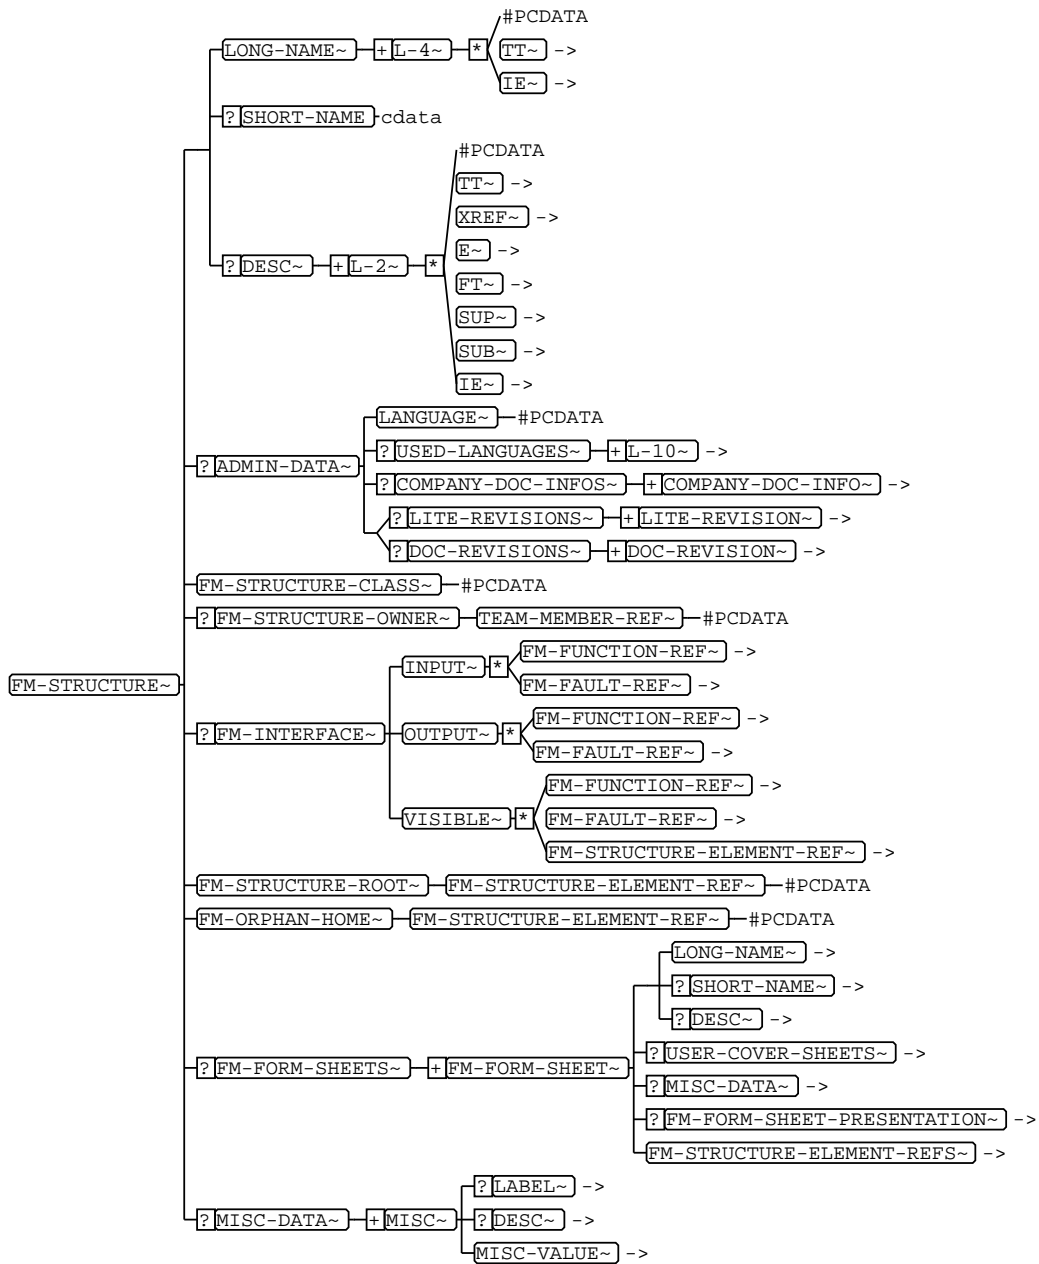 #PCDATA
LONG-NAME~ + L-4~ * TT~ ->
IE~ ->
? SHORT-NAME cdata
#PCDATA
TT~ ->
XREF~ ->
E~ ->
? DESC~ + L-2~ *
FT~ ->
SUP~ ->
SUB~ ->
IE~ ->
LANGUAGE~ #PCDATA
? USED-LANGUAGES~ + L-10~ ->
? ADMIN-DATA~
? COMPANY-DOC-INFOS~ + COMPANY-DOC-INFO~ ->
? LITE-REVISIONS~ + LITE-REVISION~ ->
? DOC-REVISIONS~ + DOC-REVISION~ ->
FM-STRUCTURE-CLASS~ #PCDATA
? FM-STRUCTURE-OWNER~ TEAM-MEMBER-REF~ #PCDATA
FM-FUNCTION-REF~ ->
INPUT~ *
FM-STRUCTURE~ FM-FAULT-REF~ ->
FM-FUNCTION-REF~ ->
? FM-INTERFACE~ OUTPUT~ *
FM-FAULT-REF~ ->
FM-FUNCTION-REF~ ->
VISIBLE~ * FM-FAULT-REF~ ->
FM-STRUCTURE-ELEMENT-REF~ ->
FM-STRUCTURE-ROOT~ FM-STRUCTURE-ELEMENT-REF~ #PCDATA
FM-ORPHAN-HOME~ FM-STRUCTURE-ELEMENT-REF~ #PCDATA
LONG-NAME~ ->
? SHORT-NAME~ ->
? DESC~ ->
? USER-COVER-SHEETS~ ->
? FM-FORM-SHEETS~ + FM-FORM-SHEET~
? MISC-DATA~ ->
? FM-FORM-SHEET-PRESENTATION~ ->
FM-STRUCTURE-ELEMENT-REFS~ ->
? LABEL~ ->
? MISC-DATA~ + MISC~ ? DESC~ ->
MISC-VALUE~ ->